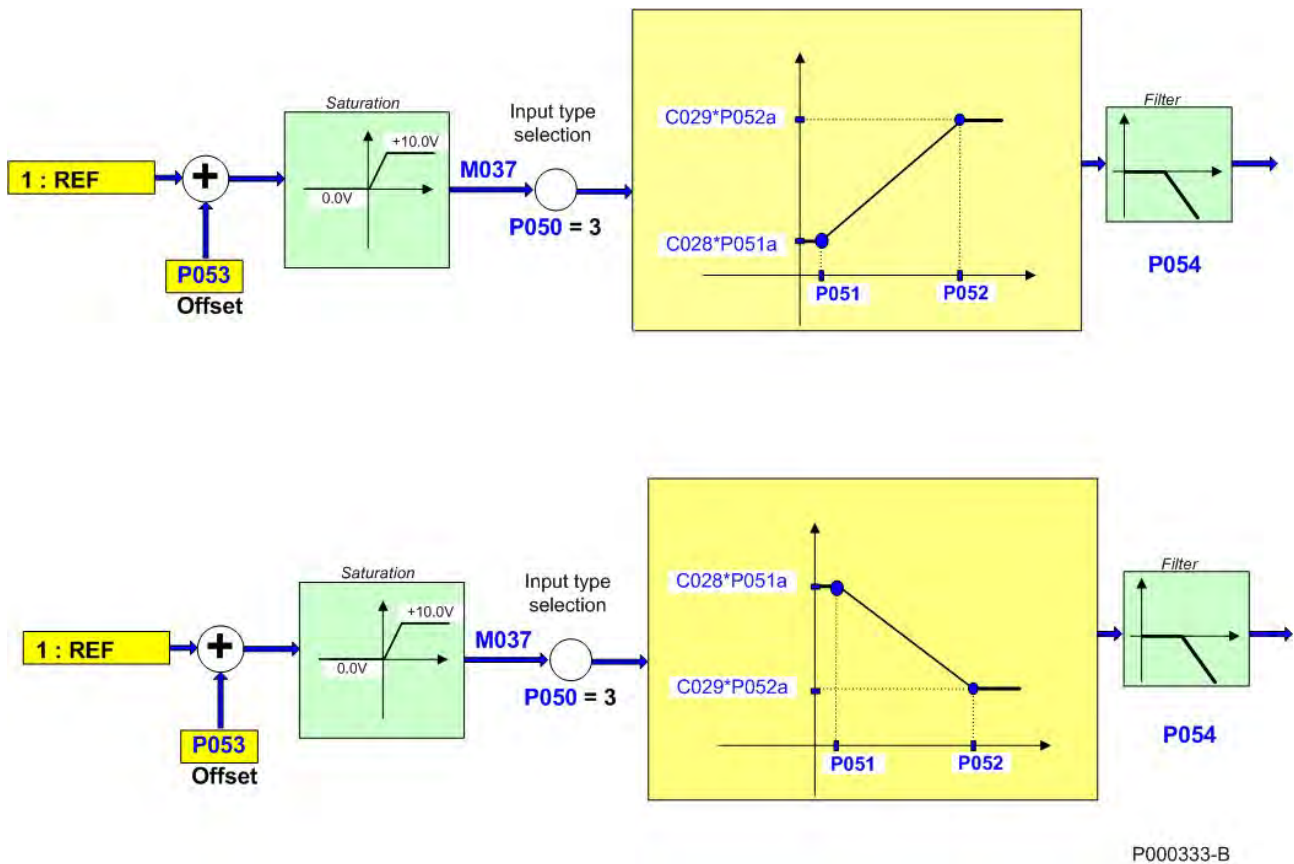 Saturation
+10.0V
0.0V
1 : REF
P053
Offset
M037
Input type
selection
P050 = 3
C029*P052a
C028*P051a
P051
P052
Filter
P054
Saturation
+10.0V
0.0V
1 : REF
P053
Offset
M037
Input type
selection
P050 = 3
C028*P051a
C029*P052a
P051
P052
Filter
P054
P000333-B